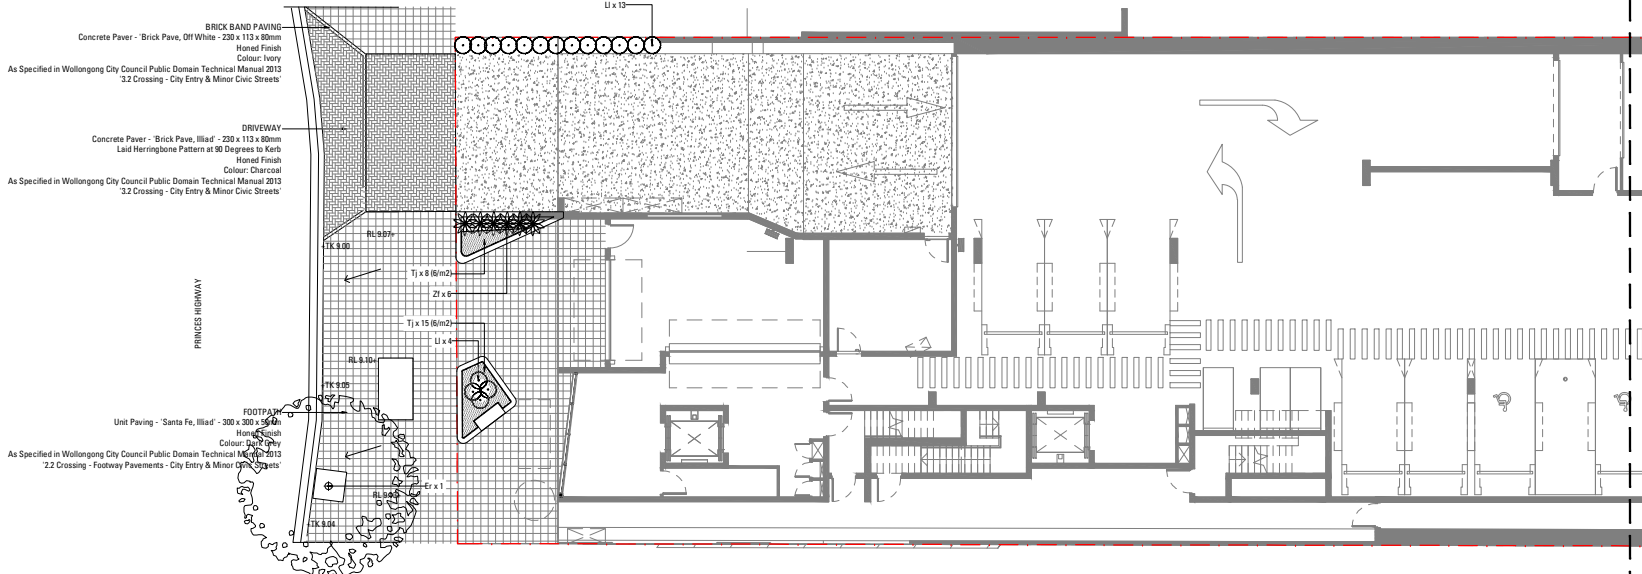 Ll x 13
BRICK BAND PAVING
Concrete Paver - 'Brick Pave, Off White - 230 x 113 x 80mm
Honed Finish
Colour: Ivory
As Specified in Wollongong City Council Public Domain Technical Manual 2013
'3.2 Crossing - City Entry & Minor Civic Streets'
DRIVEWAY
Concrete Paver - 'Brick Pave, Illiad' - 230 x 113 x 80mm
Laid Herringbone Pattern at 90 Degrees to Kerb
Honed Finish
Colour: Charcoal
As Specified in Wollongong City Council Public Domain Technical Manual 2013
'3.2 Crossing - City Entry & Minor Civic Streets'
RL 9.07+
+TK 9.00
Tj x 8 (6/m2)
Zf x 6
PRINCES HIGHWAY
Tj x 15 (6/m2)
Ll x 4
RL 9.10+
+TK 9.05
FOOTPATH
Unit Paving - 'Santa Fe, Illiad' - 300 x 300 x 50mm
Honed Finish
Colour: Dark Grey
As Specified in Wollongong City Council Public Domain Technical Manual 2013
'2.2 Crossing - Footway Pavements - City Entry & Minor Civic Streets'
Er x 1
+TK 9.04